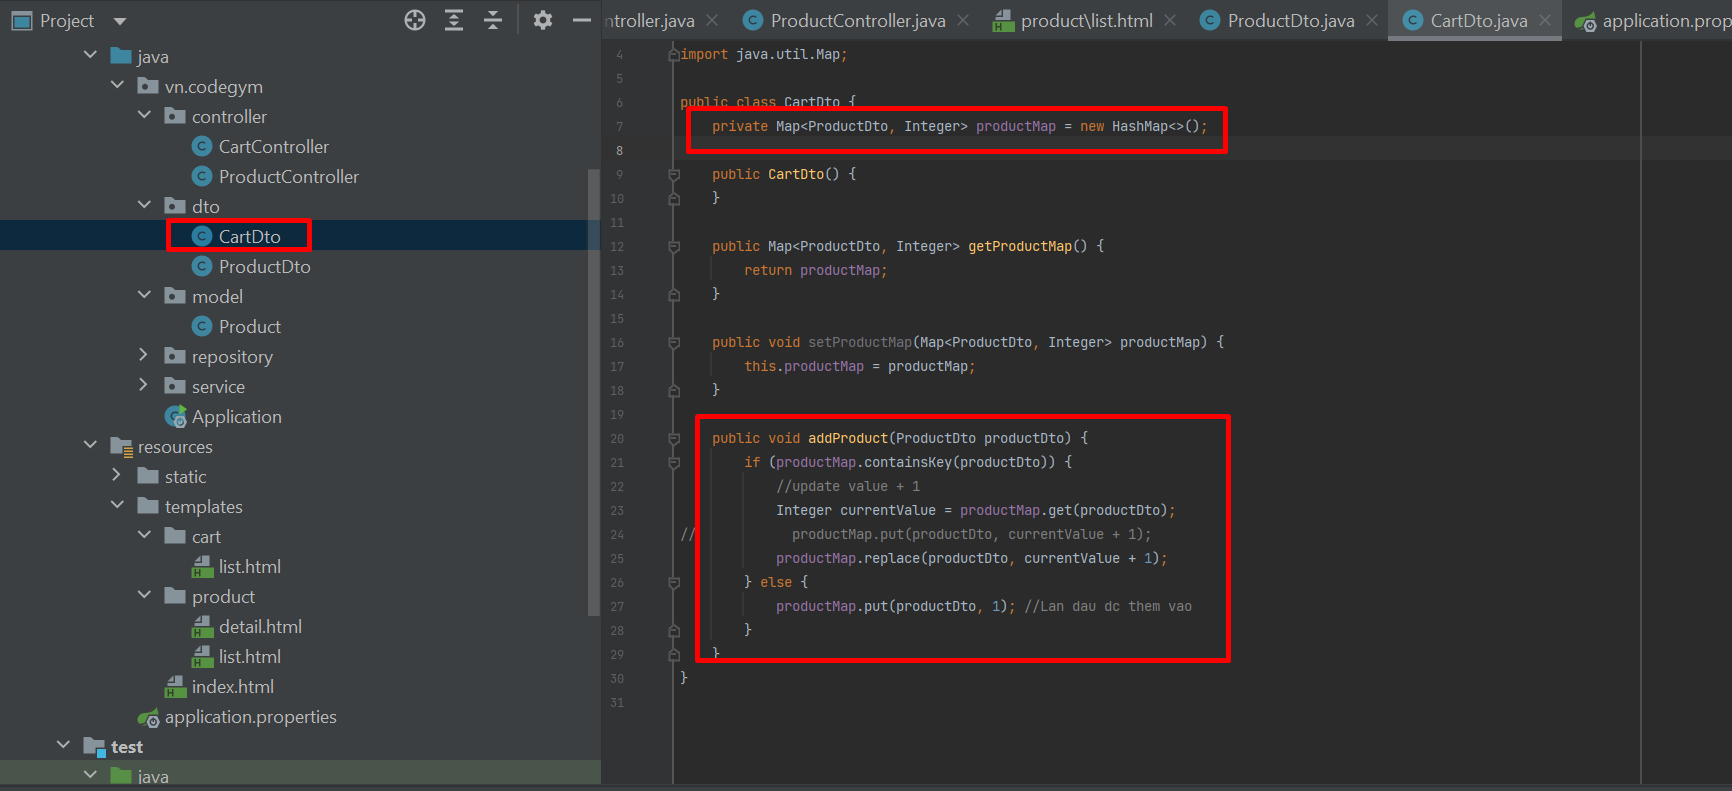 Project
java
vn.codegym
controller
CartController
ProductController
dto
CartDto
ProductDto
model
Product
repository
service
Application
resources
static
templates
cart
list.html
product
detail.html
list.html
index.html
application.properties
test
java
ntroller.java ProductController.java product\list.html ProductDto.java CartDto.java application.prop
4 import java.util.Map;
5
6 public class CartDto {
7 private Map<ProductDto, Integer> productMap = new HashMap<>();
8
9 public CartDto() {
10 }
11
12 public Map<ProductDto, Integer> getProductMap() {
13 return productMap;
14 }
15
16 public void setProductMap(Map<ProductDto, Integer> productMap) {
17 this.productMap = productMap;
18 }
19
20 public void addProduct(ProductDto productDto) {
21 if (productMap.containsKey(productDto)) {
22 //update value + 1
23 Integer currentValue = productMap.get(productDto);
24 // productMap.put(productDto, currentValue + 1);
25 productMap.replace(productDto, currentValue + 1);
26 } else {
27 productMap.put(productDto, 1); //Lan dau dc them vao
28 }
29 }
30 }
31